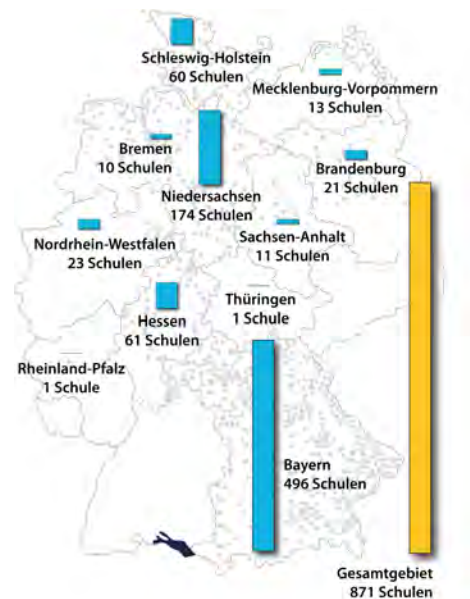 Schleswig-Holstein
60 Schulen
Mecklenburg-Vorpommern
13 Schulen
Bremen
10 Schulen
Niedersachsen
174 Schulen
Brandenburg
21 Schulen
Nordrhein-Westfalen
23 Schulen
Sachsen-Anhalt
11 Schulen
Hessen
61 Schulen
Thüringen
1 Schule
Rheinland-Pfalz
1 Schule
Bayern
496 Schulen
Gesamtgebiet
871 Schulen